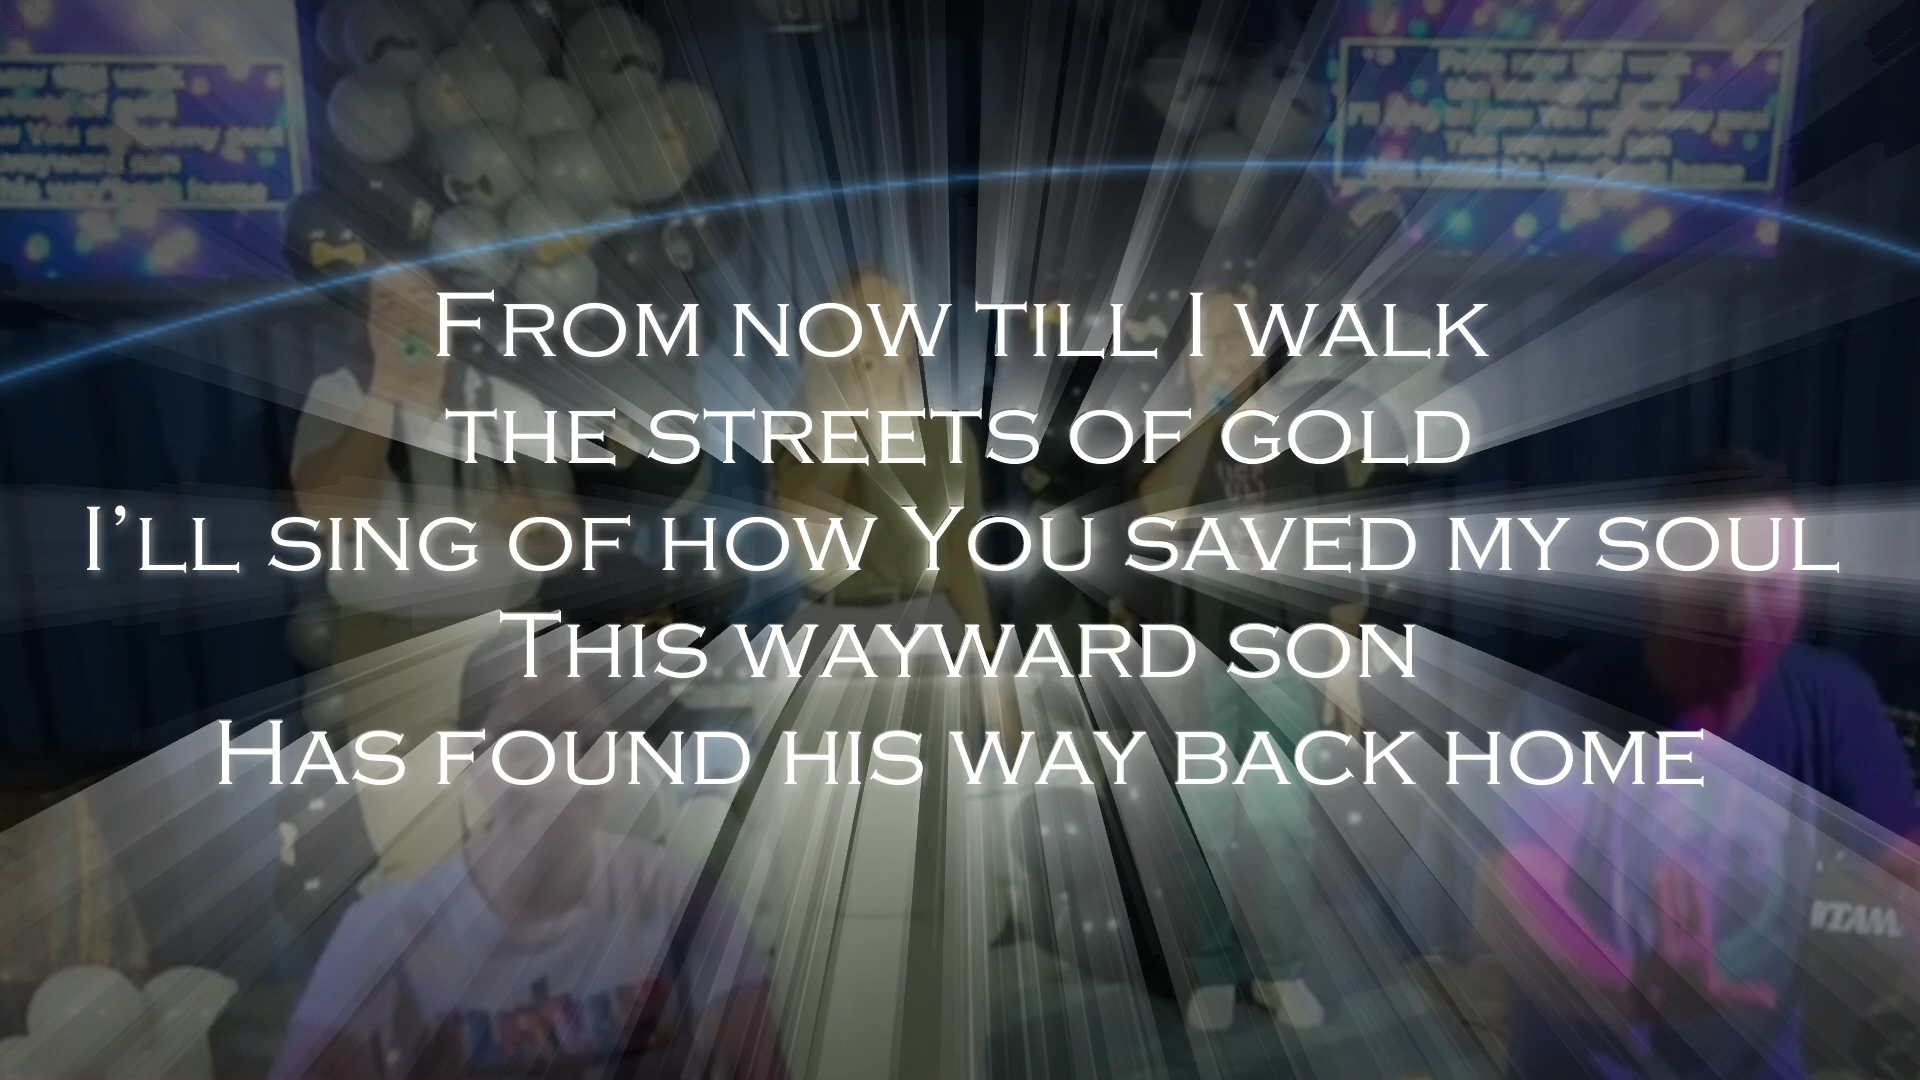 From now till I walk
the streets of gold
I'll sing of how You saved my soul
This wayward son
Has found his way back home
TAMA